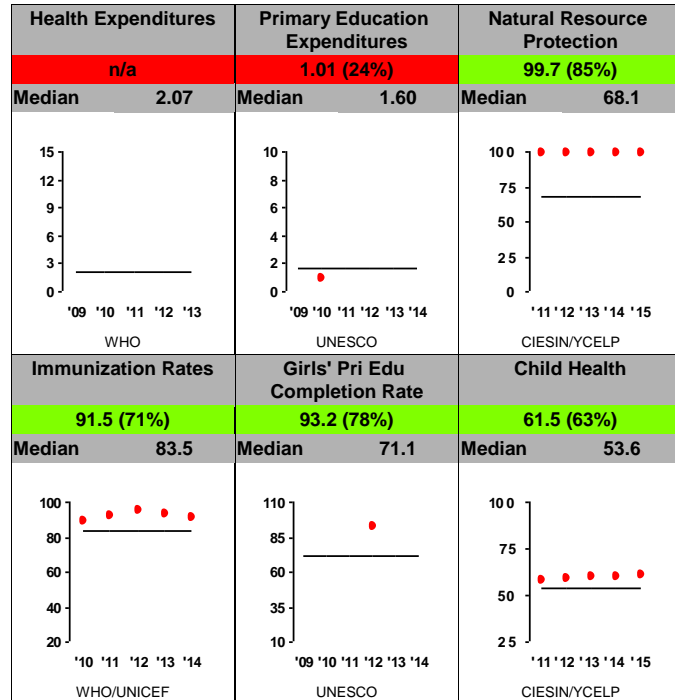 Health Expenditures
n/a
Median 2.07
15
12
9
6
3
0
'09 '10 '11 '12 '13
WHO
Primary Education
Expenditures
1.01 (24%)
Median 1.60
10
8
6
4
2
0
'09 '10 '11 '12 '13 '14
UNESCO
Natural Resource
Protection
99.7 (85%)
Median 68.1
100
75
50
25
0
'11 '12 '13 '14 '15
CIESIN/YCELP
Immunization Rates
91.5 (71%)
Median 83.5
100
80
60
40
20
'10 '11 '12 '13 '14
WHO/UNICEF
Girls' Pri Edu
Completion Rate
93.2 (78%)
Median 71.1
110
85
60
35
10
'09 '10 '11 '12 '13 '14
UNESCO
Child Health
61.5 (63%)
Median 53.6
100
75
50
25
'11 '12 '13 '14 '15
CIESIN/YCELP